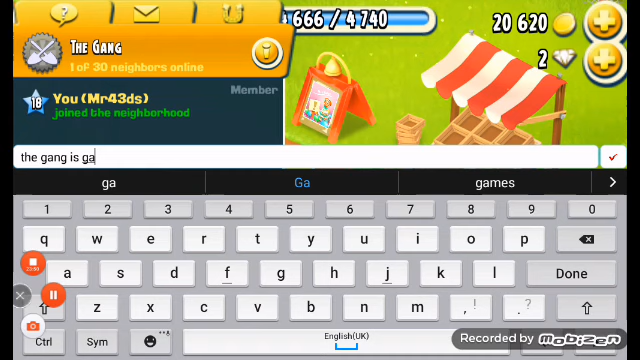 3 666 / 4 740
20 620
The Gang
1 of 30 neighbors online
2
Member
18
You (Mr43ds)
joined the neighborhood
the gang is ga
ga Ga games
1 2 3 4 5 6 7 8 9 0
q w e r t y u i o p
a s d f g h j k l Done
z x c v b n m , ! . ?
Ctrl Sym English(UK)
Recorded by Mobizen